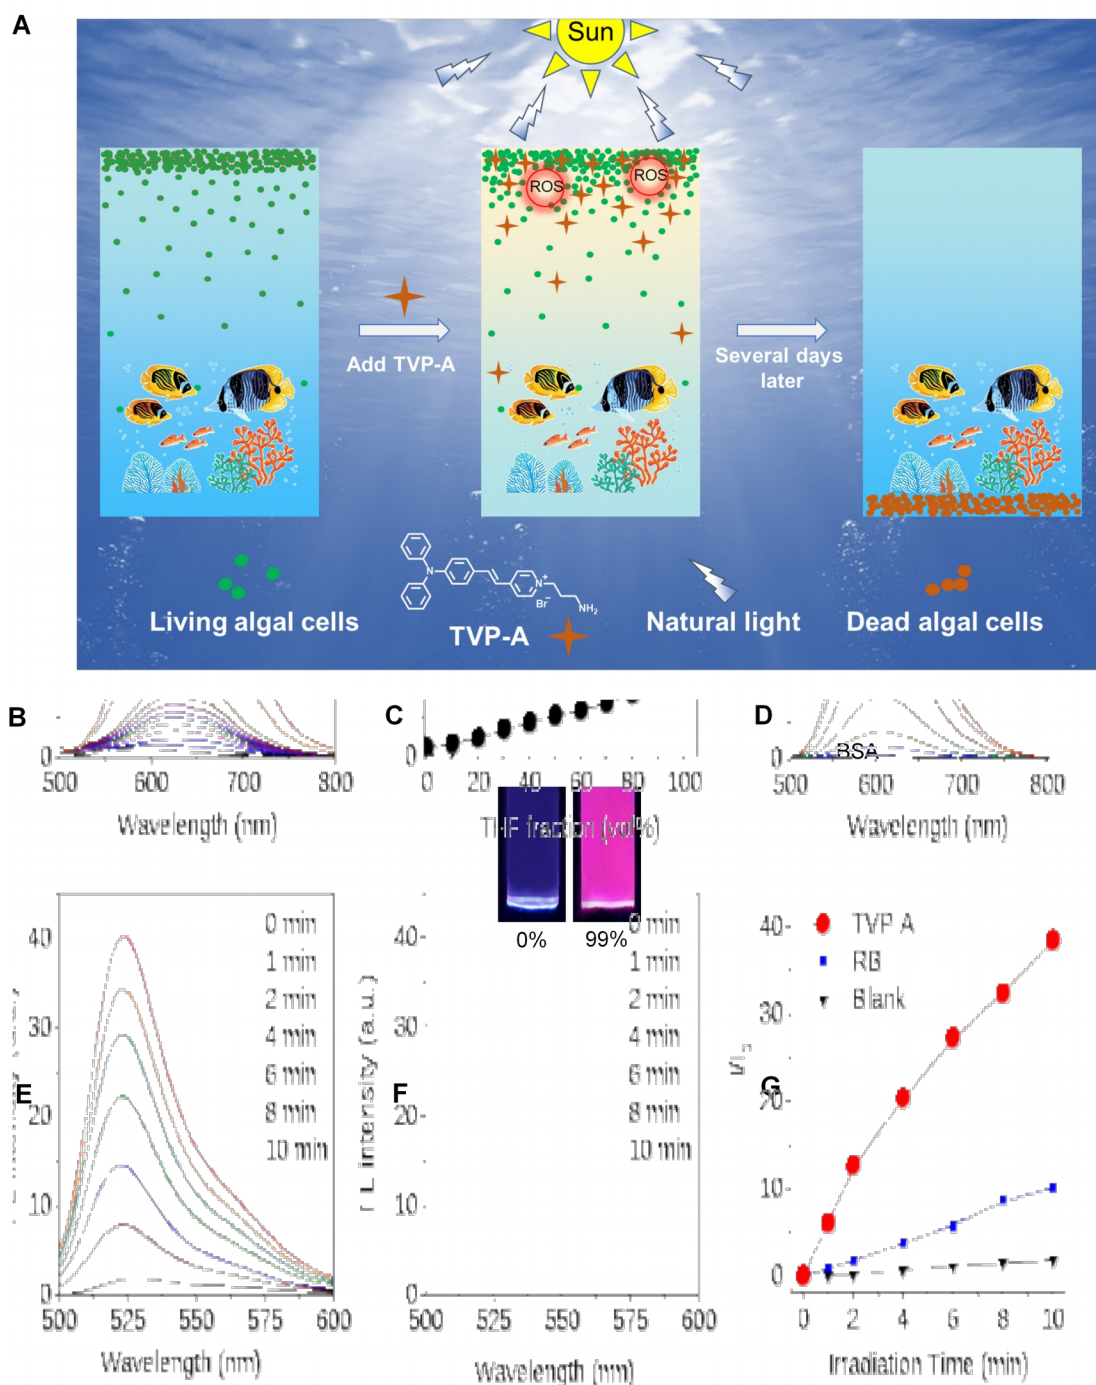 A
Sun
ROS
ROS
Add TVP-A
Several days
later
N
N
+
Br⁻
NH₂
Living algal cells
TVP-A
Natural light
Dead algal cells
B
0
500 600 700 800
Wavelength (nm)
C
0
0 20 40 60 80 100
THF fraction (vol%)
0% 99%
D
BSA
0
500 600 700 800
Wavelength (nm)
E
40
30
20
10
0
500 525 550 575 600
Wavelength (nm)
0 min
1 min
2 min
4 min
6 min
8 min
10 min
F
intensity (a.u.)
40
30
20
10
0
500 525 550 575 600
Wavelength (nm)
0 min
1 min
2 min
4 min
6 min
8 min
10 min
G
40
30
20
10
0
TVP A
RB
Blank
0 2 4 6 8 10
Irradiation Time (min)